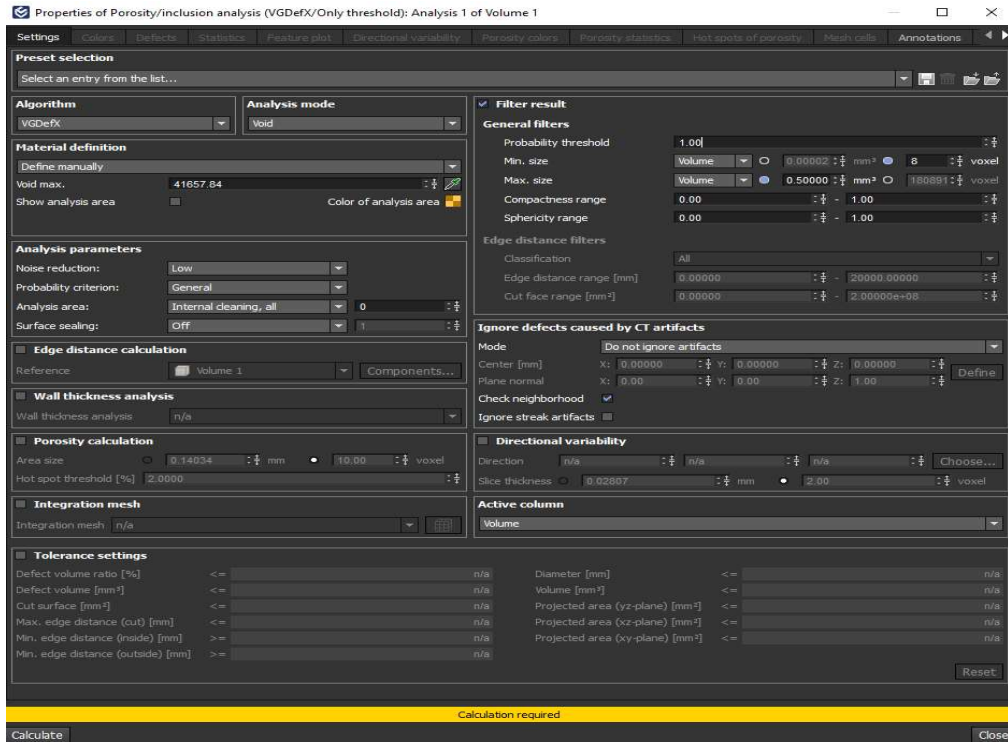 Properties of Porosity/inclusion analysis (VGDefX/Only threshold): Analysis 1 of Volume 1
Settings Colors Defects Statistics Feature plot Directional variability Porosity colors Porosity statistics Hot spots of porosity Mesh cells Annotations
Preset selection
Select an entry from the list...
Algorithm
VGDefX
Analysis mode
Void
Material definition
Define manually
Void max. 41657.84
Show analysis area Color of analysis area
Analysis parameters
Noise reduction: Low
Probability criterion: General
Analysis area: Internal cleaning, all 0
Surface sealing: Off 1
Edge distance calculation
Reference Volume 1 Components...
Wall thickness analysis
Wall thickness analysis n/a
Porosity calculation
Area size 0.14034 mm 10.00 voxel
Hot spot threshold [%] 2.0000
Integration mesh
Integration mesh n/a
Filter result
General filters
Probability threshold 1.00
Min. size Volume 0.00002 mm³ 8 voxel
Max. size Volume 0.50000 mm³ 180891 voxel
Compactness range 0.00 - 1.00
Sphericity range 0.00 - 1.00
Edge distance filters
Classification All
Edge distance range [mm] 0.00000 - 20000.00000
Cut face range [mm²] 0.00000 - 2.00000e+08
Ignore defects caused by CT artifacts
Mode Do not ignore artifacts
Center [mm] X: 0.00000 Y: 0.00000 Z: 0.00000
Define
Plane normal X: 0.00 Y: 0.00 Z: 1.00
Check neighborhood
Ignore streak artifacts
Directional variability
Direction n/a n/a n/a Choose...
Slice thickness 0.02807 mm 2.00 voxel
Active column
Volume
Tolerance settings
Defect volume ratio [%] <= n/a Diameter [mm] <= n/a
Defect volume [mm³] <= n/a Volume [mm³] <= n/a
Cut surface [mm²] <= n/a Projected area (yz-plane) [mm²] <= n/a
Max. edge distance (cut) [mm] <= n/a Projected area (xz-plane) [mm²] <= n/a
Min. edge distance (inside) [mm] >= n/a Projected area (xy-plane) [mm²] <= n/a
Min. edge distance (outside) [mm] >= n/a
Reset
Calculation required
Calculate Close